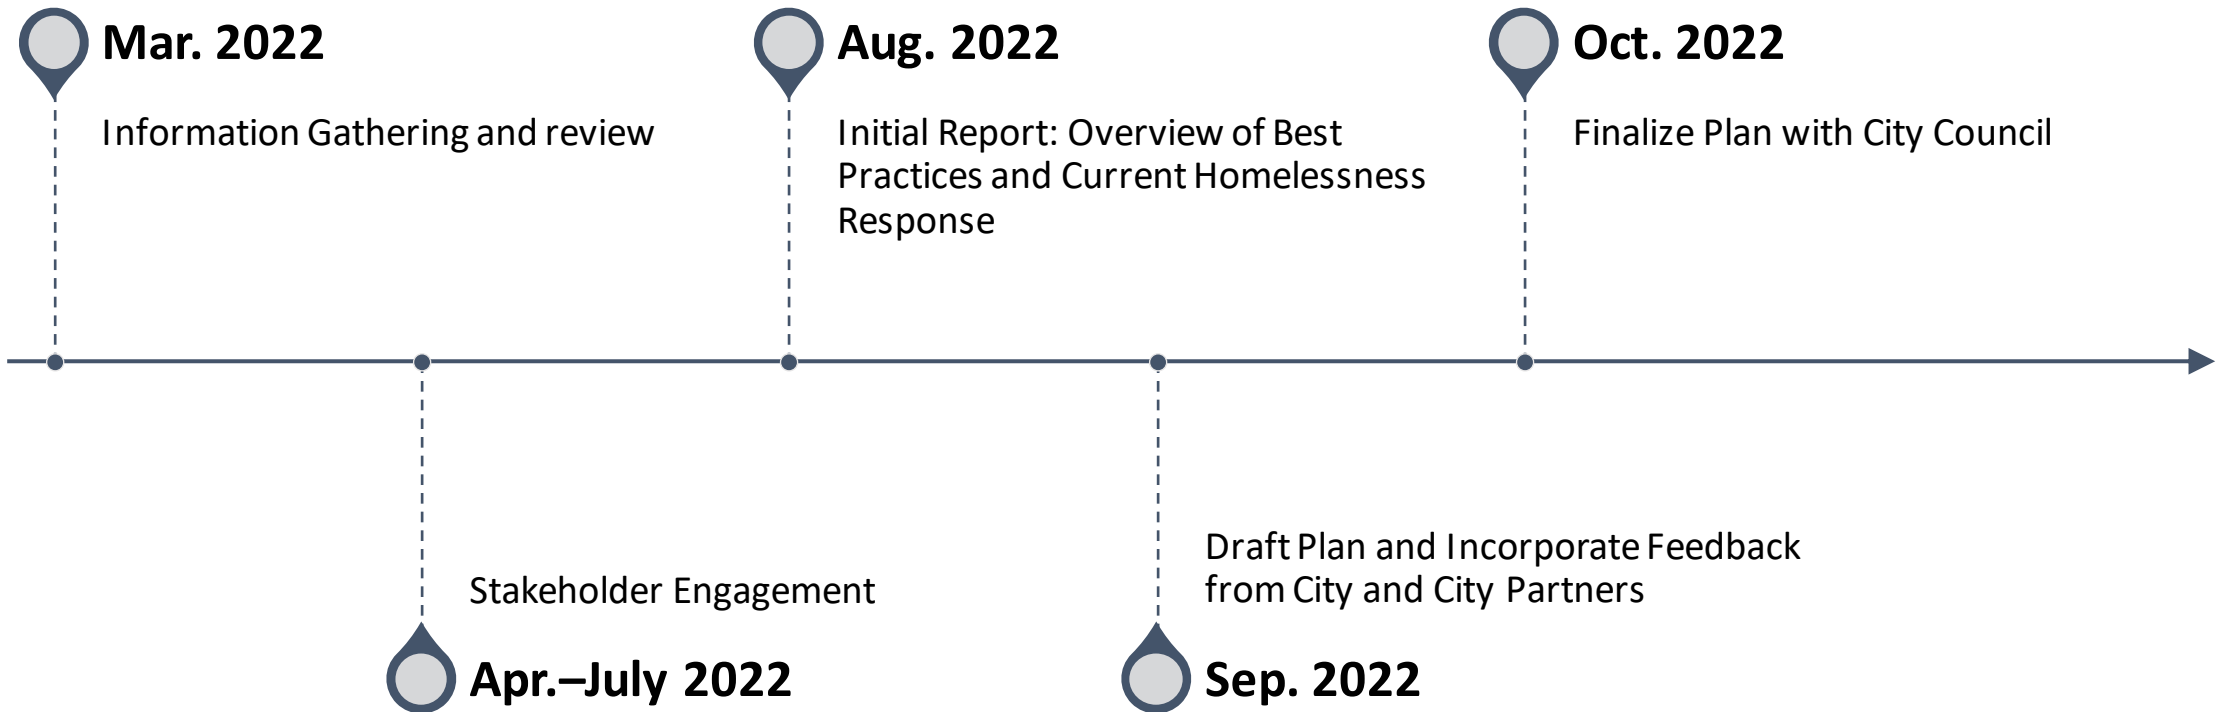 Mar. 2022
Information Gathering and review
Aug. 2022
Initial Report: Overview of Best
Practices and Current Homelessness
Response
Oct. 2022
Finalize Plan with City Council
Stakeholder Engagement
Apr.–July 2022
Draft Plan and Incorporate Feedback
from City and City Partners
Sep. 2022